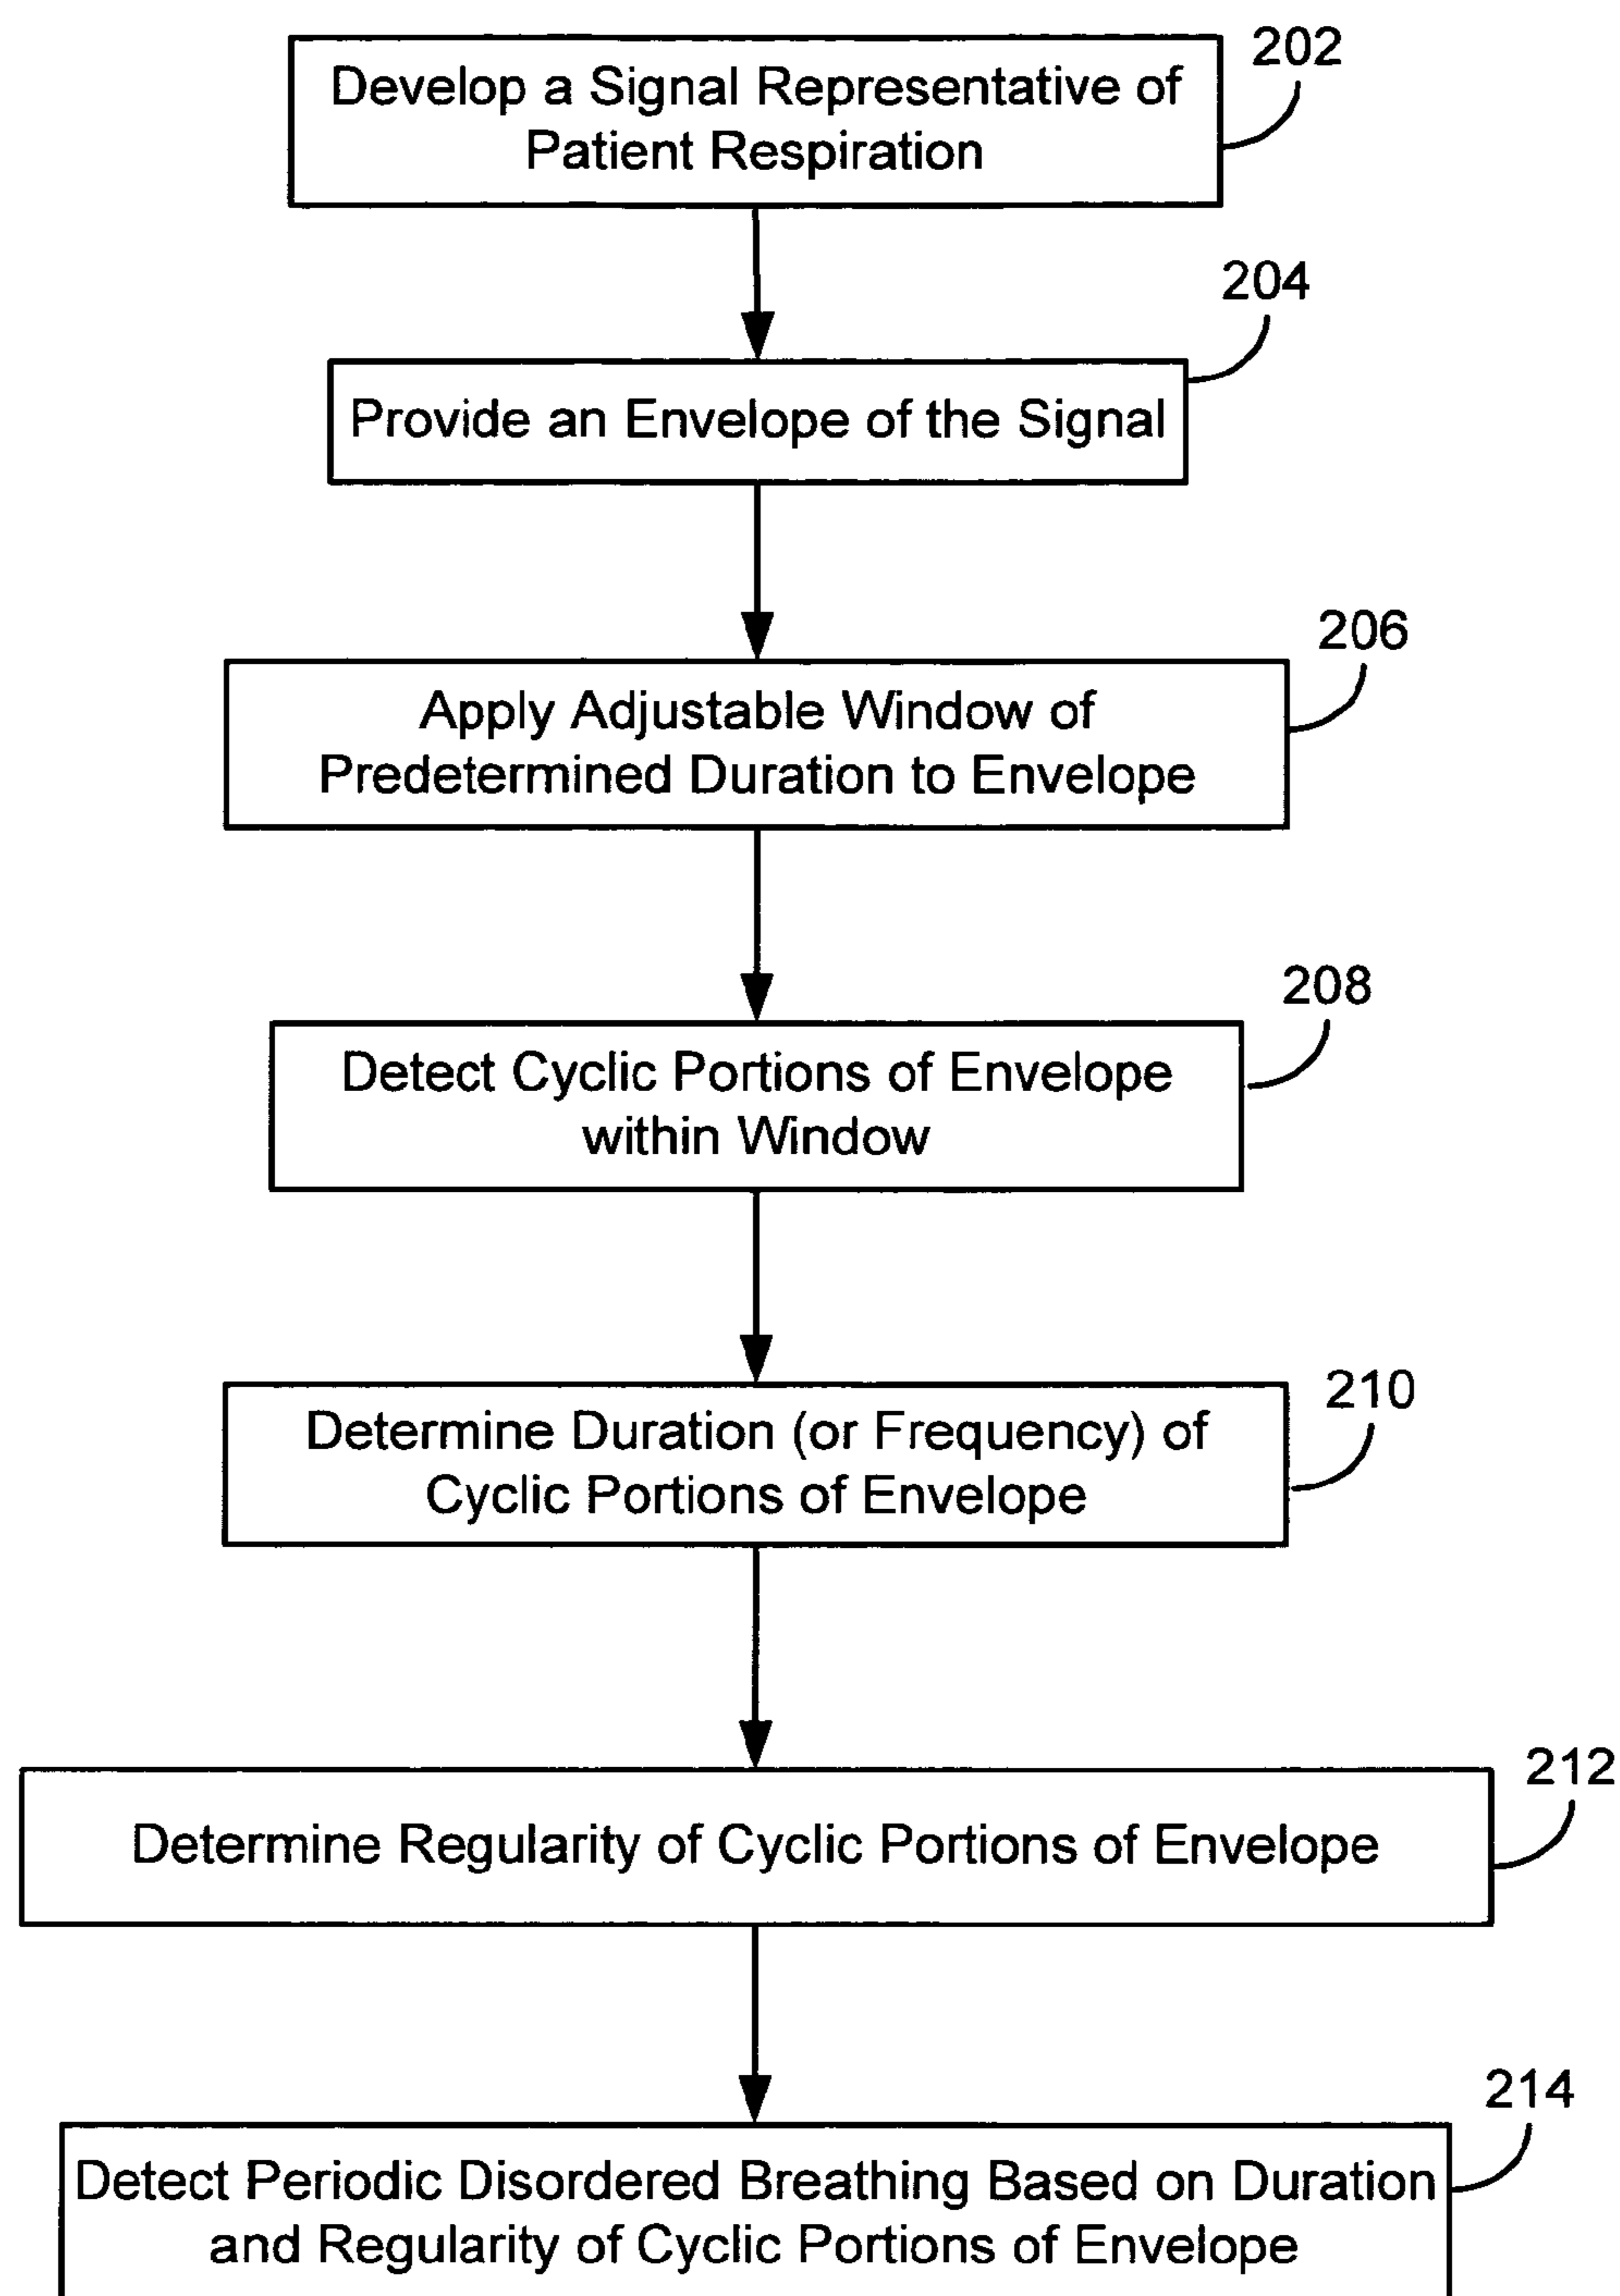 202
Develop a Signal Representative of
Patient Respiration
204
Provide an Envelope of the Signal
206
Apply Adjustable Window of
Predetermined Duration to Envelope
208
Detect Cyclic Portions of Envelope
within Window
210
Determine Duration (or Frequency) of
Cyclic Portions of Envelope
212
Determine Regularity of Cyclic Portions of Envelope
214
Detect Periodic Disordered Breathing Based on Duration
and Regularity of Cyclic Portions of Envelope